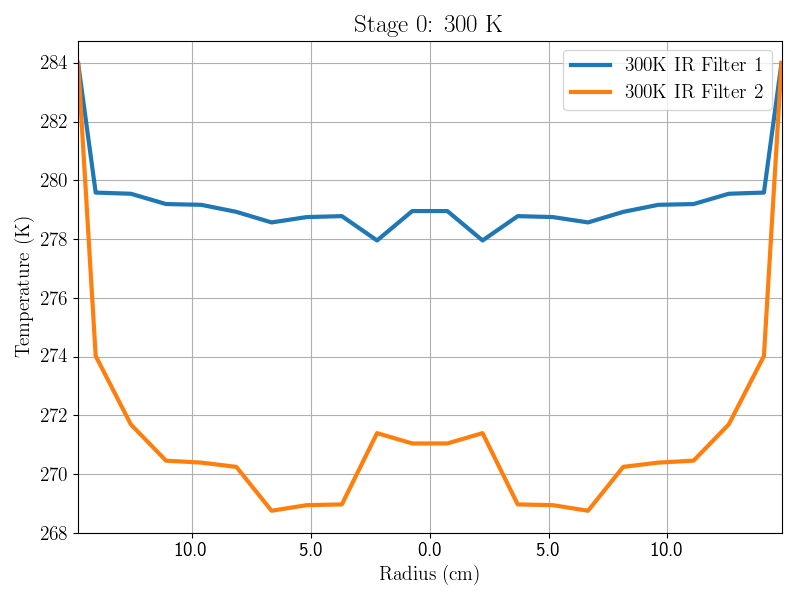 Stage 0: 300 K
300K IR Filter 1
300K IR Filter 2
284
282
280
278
276
274
272
270
268
Temperature (K)
10.0 5.0 0.0 5.0 10.0
Radius (cm)